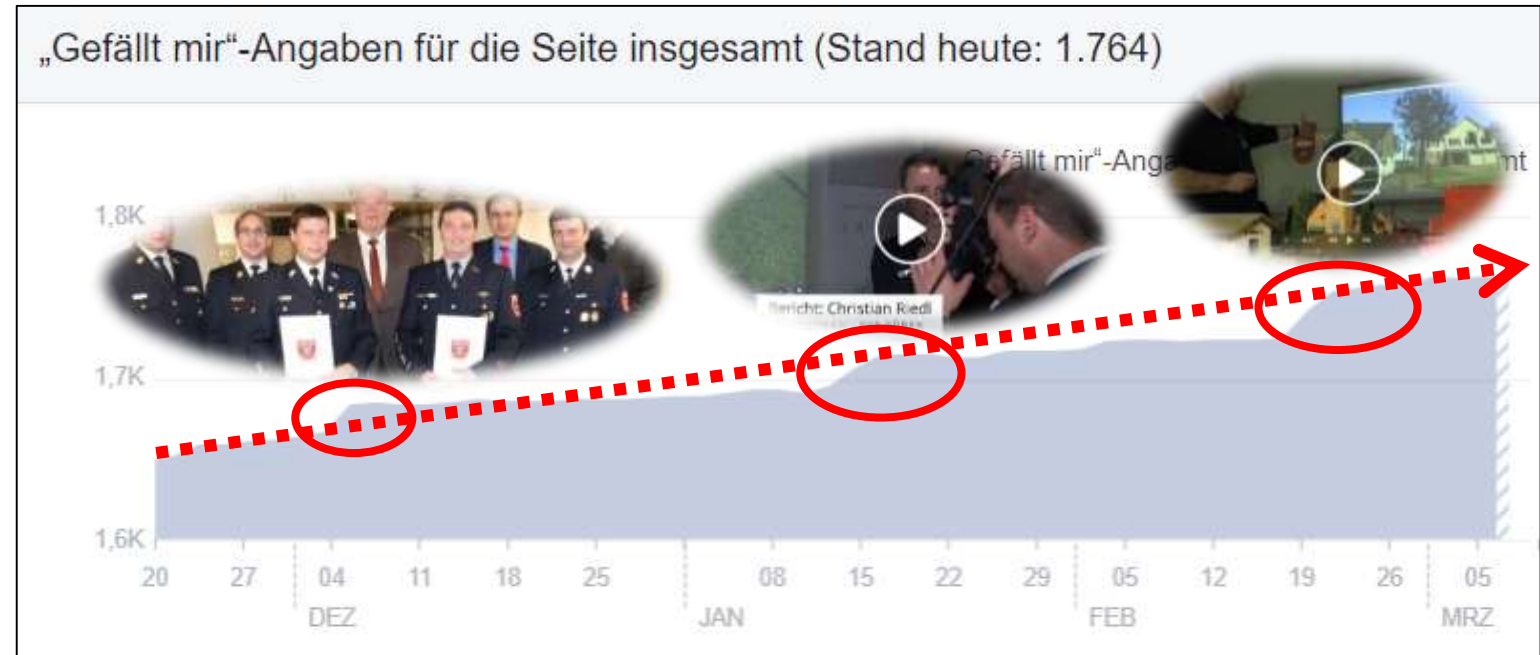 „Gefällt mir“-Angaben für die Seite insgesamt (Stand heute: 1.764)
Gefällt mir“-Anga
mt
1,8K
Bericht: Christian Riedl
1,7K
1,6K
20 27 04 11 18 25 08 15 22 29 05 12 19 26 05
DEZ JAN FEB MRZ